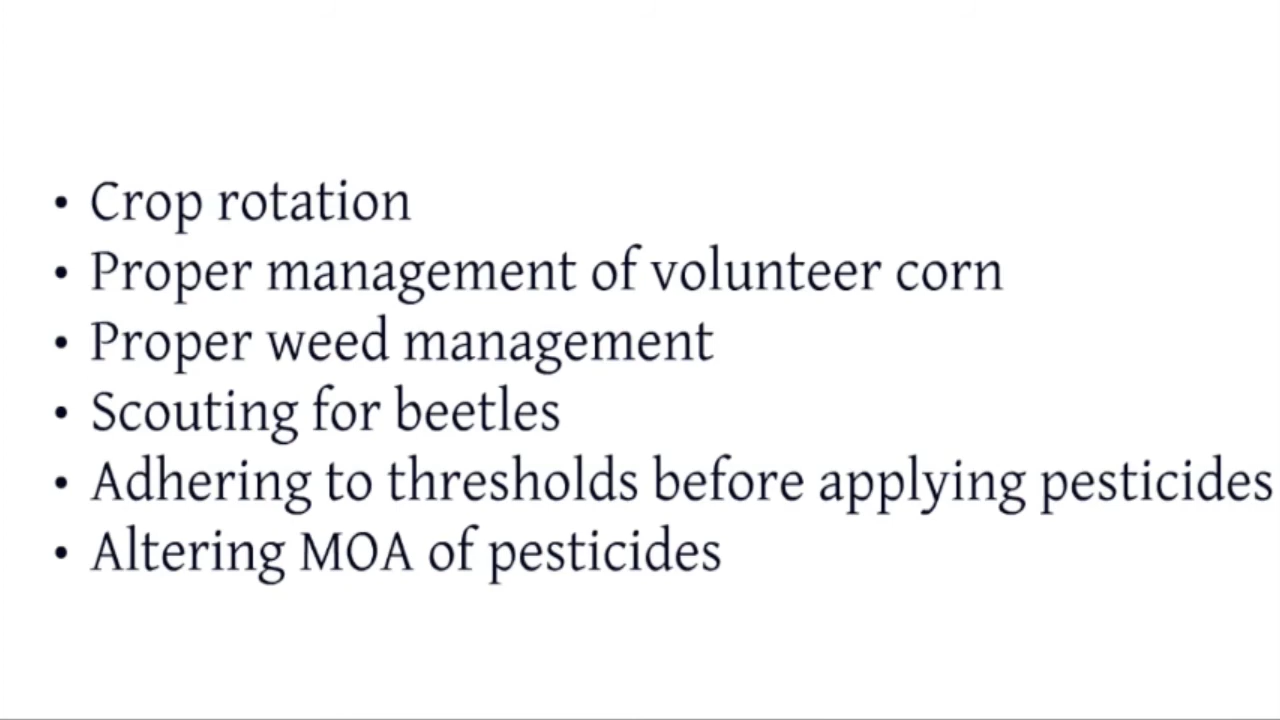 • Crop rotation
• Proper management of volunteer corn
• Proper weed management
• Scouting for beetles
• Adhering to thresholds before applying pesticides
• Altering MOA of pesticides